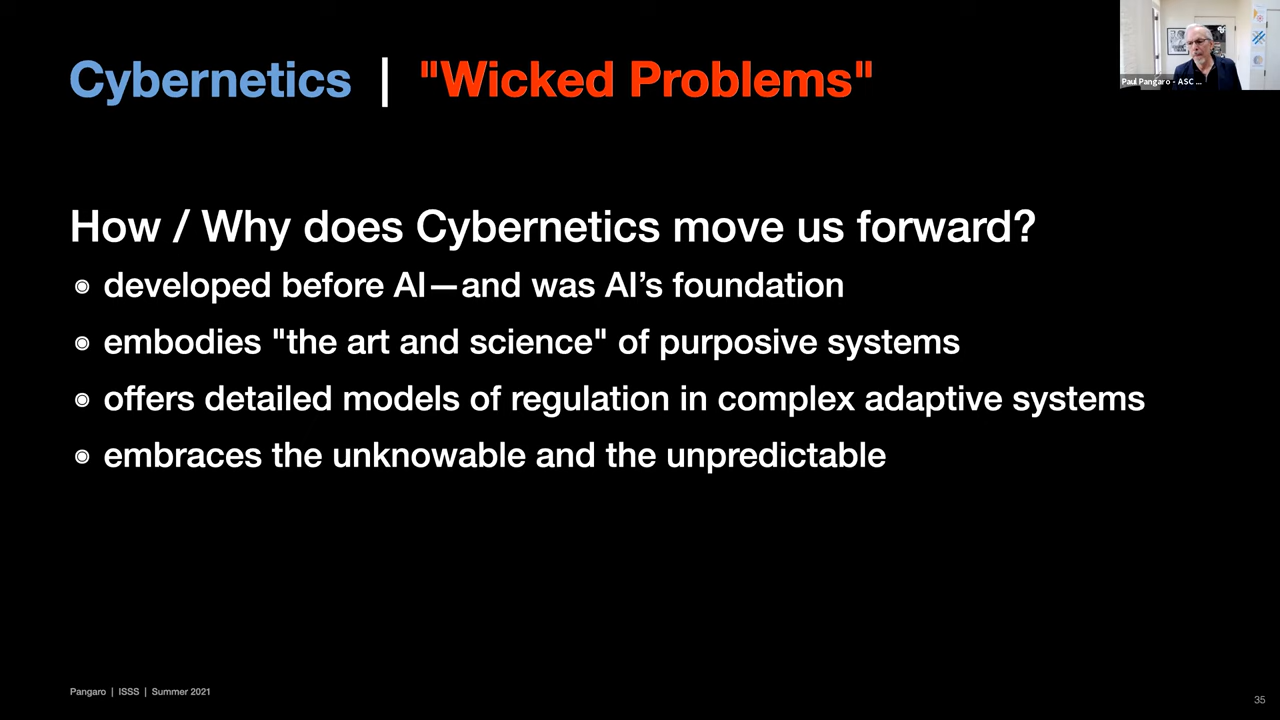 Cybernetics | "Wicked Problems"
Paul Pangaro - ASC ...
How / Why does Cybernetics move us forward?
developed before AI—and was AI’s foundation
embodies "the art and science" of purposive systems
offers detailed models of regulation in complex adaptive systems
embraces the unknowable and the unpredictable
Pangaro | ISSS | Summer 2021
35